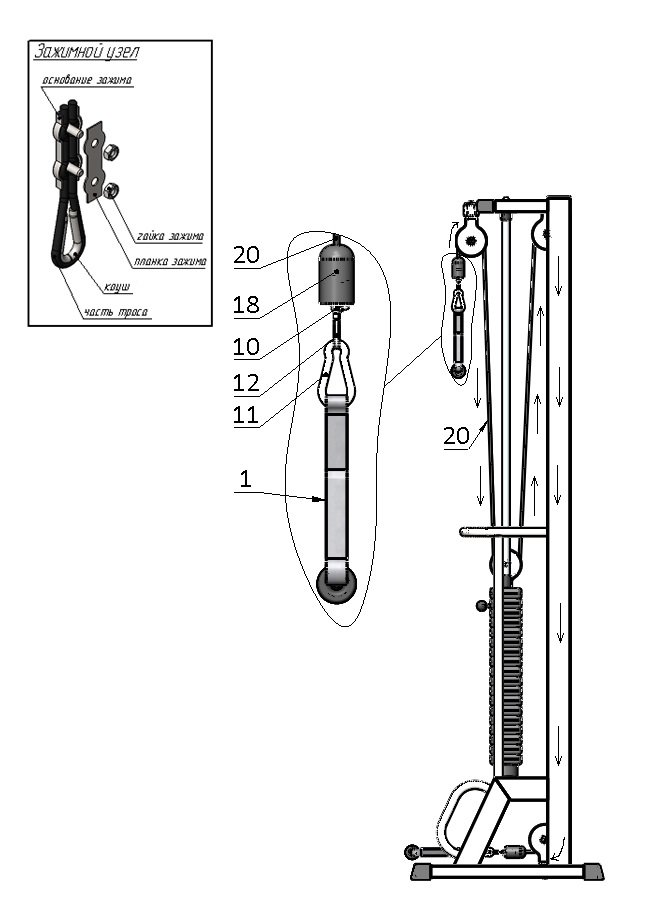 Зажимной узел
основание зажима
гайка зажима
планка зажима
коуш
часть троса
20
18
10
12
11
1
20